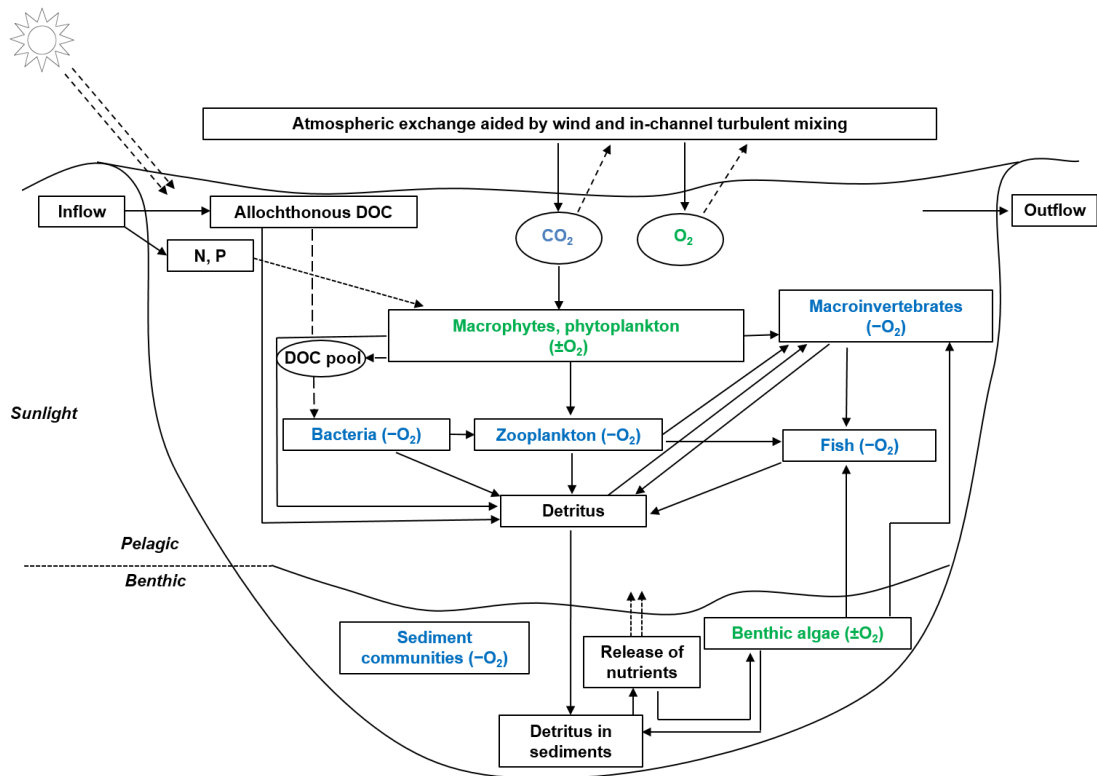 Atmospheric exchange aided by wind and in-channel turbulent mixing
Inflow
Allochthonous DOC
Outflow
CO₂
O₂
N, P
Macroinvertebrates
(−O₂)
Macrophytes, phytoplankton
(±O₂)
DOC pool
Sunlight
Bacteria (−O₂)
Zooplankton (−O₂)
Fish (−O₂)
Detritus
Pelagic
Benthic
Sediment
communities (−O₂)
Release of
nutrients
Benthic algae (±O₂)
Detritus in
sediments